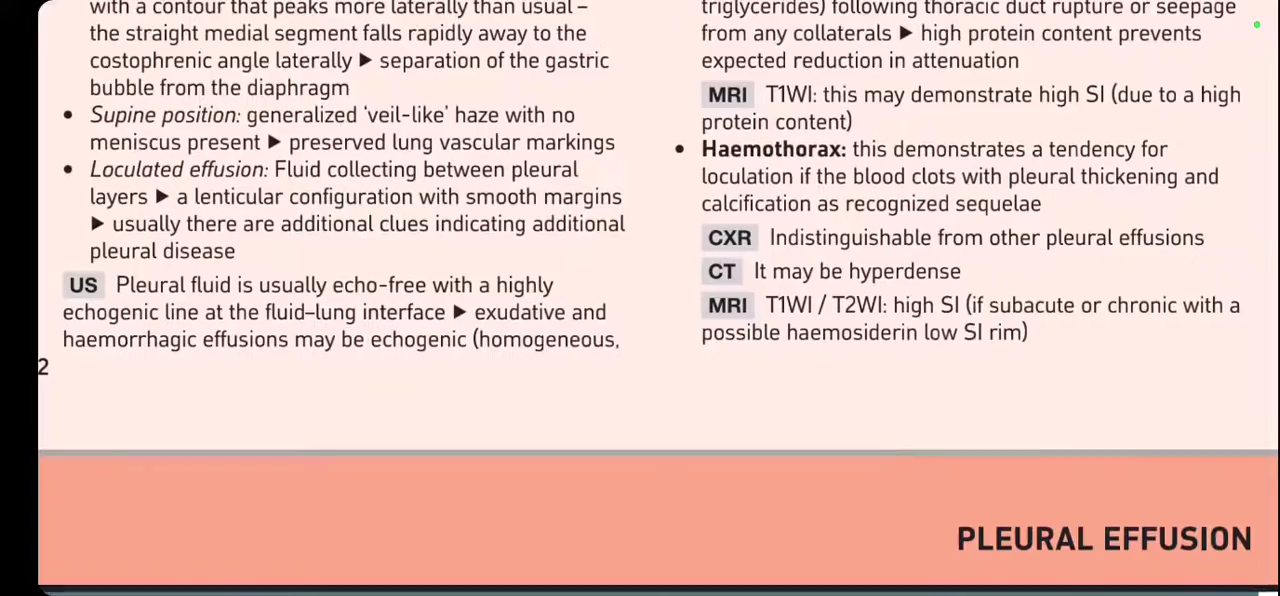 with a contour that peaks more laterally than usual –
the straight medial segment falls rapidly away to the
costophrenic angle laterally ▶ separation of the gastric
bubble from the diaphragm
• Supine position: generalized ‘veil-like’ haze with no
meniscus present ▶ preserved lung vascular markings
• Loculated effusion: Fluid collecting between pleural
layers ▶ a lenticular configuration with smooth margins
▶ usually there are additional clues indicating additional
pleural disease
US Pleural fluid is usually echo-free with a highly
echogenic line at the fluid–lung interface ▶ exudative and
haemorrhagic effusions may be echogenic (homogeneous,
2
triglycerides) following thoracic duct rupture or seepage
from any collaterals ▶ high protein content prevents
expected reduction in attenuation
MRI T1WI: this may demonstrate high SI (due to a high
protein content)
• Haemothorax: this demonstrates a tendency for
loculation if the blood clots with pleural thickening and
calcification as recognized sequelae
CXR Indistinguishable from other pleural effusions
CT It may be hyperdense
MRI T1WI / T2WI: high SI (if subacute or chronic with a
possible haemosiderin low SI rim)
PLEURAL EFFUSION